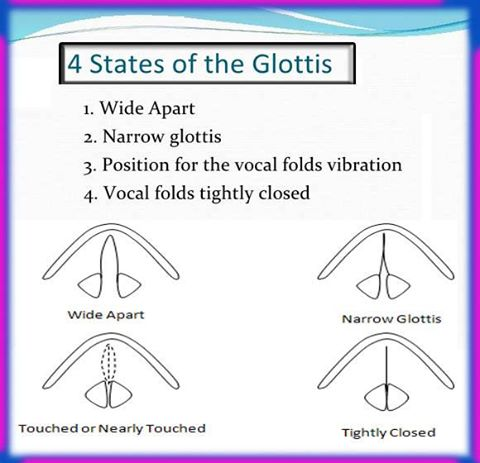 4 States of the Glottis
1. Wide Apart
2. Narrow glottis
3. Position for the vocal folds vibration
4. Vocal folds tightly closed
Wide Apart
Narrow Glottis
Touched or Nearly Touched
Tightly Closed